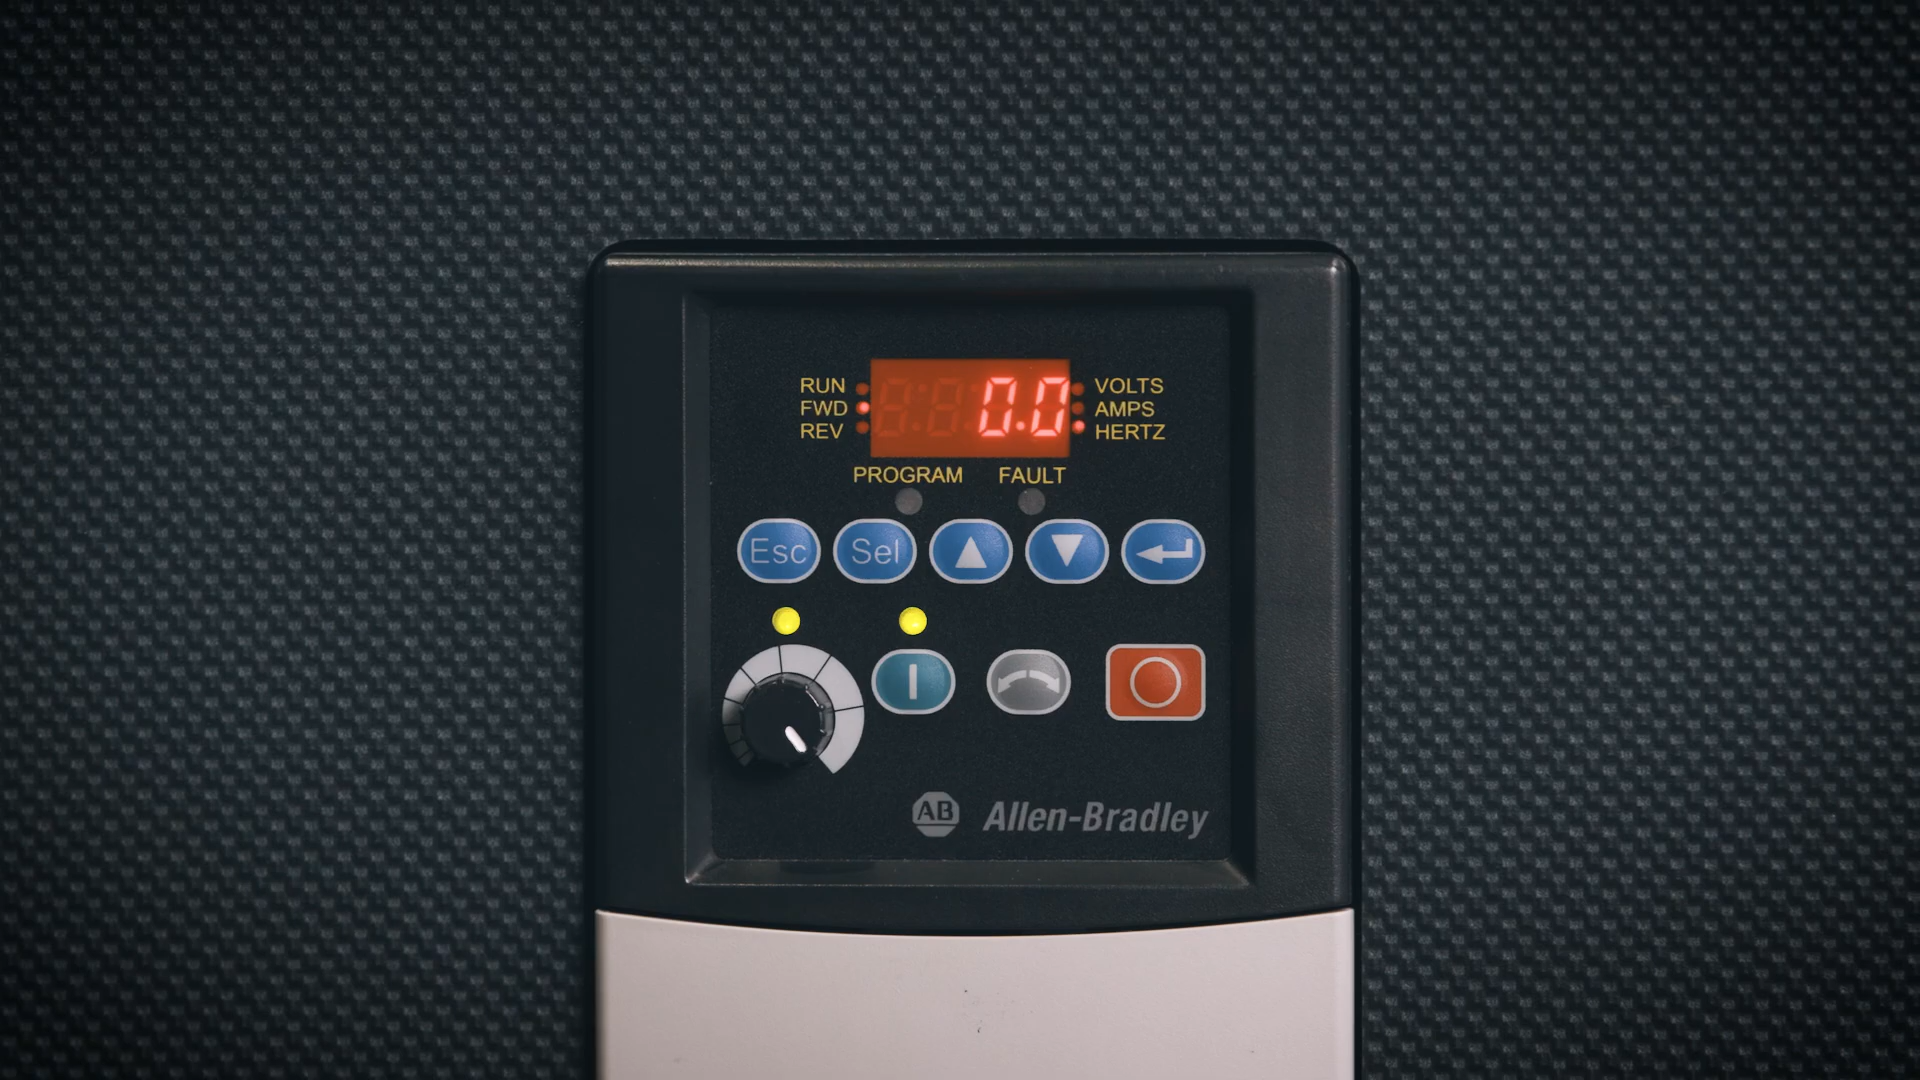 RUN
FWD
REV
0.0
VOLTS
AMPS
HERTZ
PROGRAM FAULT
Esc Sel
AB Allen-Bradley